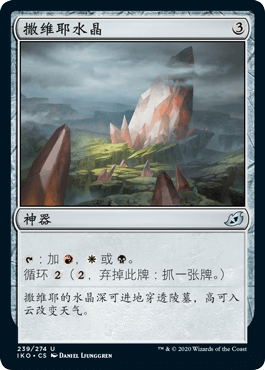 撒维耶水晶 3
神器
：加 ， 或 。
循环 2 （2，弃掉此牌：抓一张牌。）
撒维耶的水晶深可进地穿透陵墓，高可入
云改变天气。
239/274 U
IKO • CS DANIEL LJUNGGREN
™ & © 2020 Wizards of the Coast